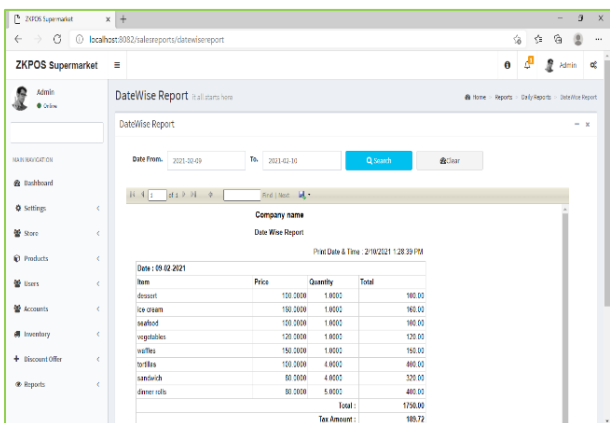 ZKPOS Supermarket
localhost:8082/salesreports/datewisereport
ZKPOS Supermarket
Admin
Admin
Online
DateWise Report It all starts here
Home Reports Daily Reports DateWise Report
DateWise Report
MAIN NAVIGATION
Date From. 2021-02-09 To. 2021-02-10 Search Clear
Dashboard
Settings
Store
Products
Users
Accounts
Inventory
Discount Offer
Reports
1 of 1 Find | Next
Company name
Date Wise Report
Print Date & Time : 2/10/2021 1:28:39 PM
Date : 09-02-2021
Item Price Quantity Total
dessert 100.0000 1.0000 100.00
ice cream 160.00
seafood 100.0000 1.0000 100.00
vegetables 120.0000 1.0000 120.00
waffles 150.0000 1.0000 150.00
tortillas 100.0000 4.0000 400.00
sandwich 80.0000 4.0000 320.00
dinner rolls 80.0000 5.0000 400.00
Total : 1750.00
Tax Amount : 189.72